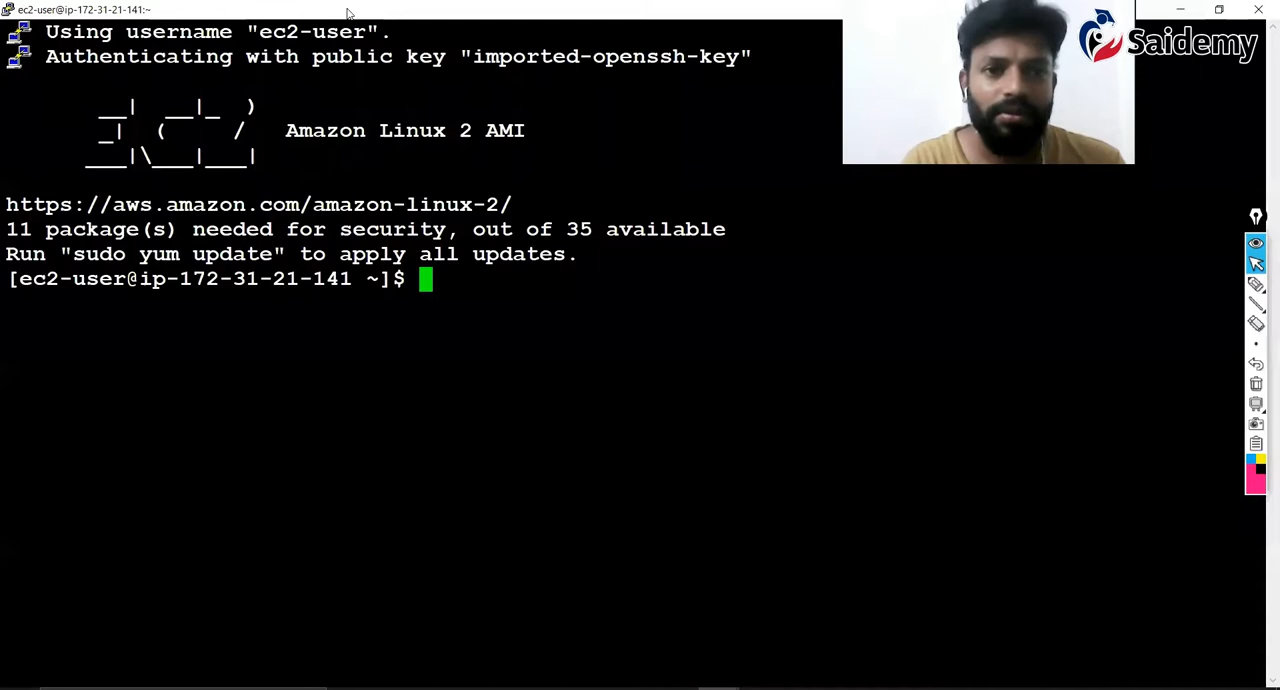 ec2-user@ip-172-31-21-141:~
Saidemy
Using username "ec2-user".
Authenticating with public key "imported-openssh-key"
       __|  __|_  )
       _|  (     /   Amazon Linux 2 AMI
      ___|\___|___|
https://aws.amazon.com/amazon-linux-2/
11 package(s) needed for security, out of 35 available
Run "sudo yum update" to apply all updates.
[ec2-user@ip-172-31-21-141 ~]$